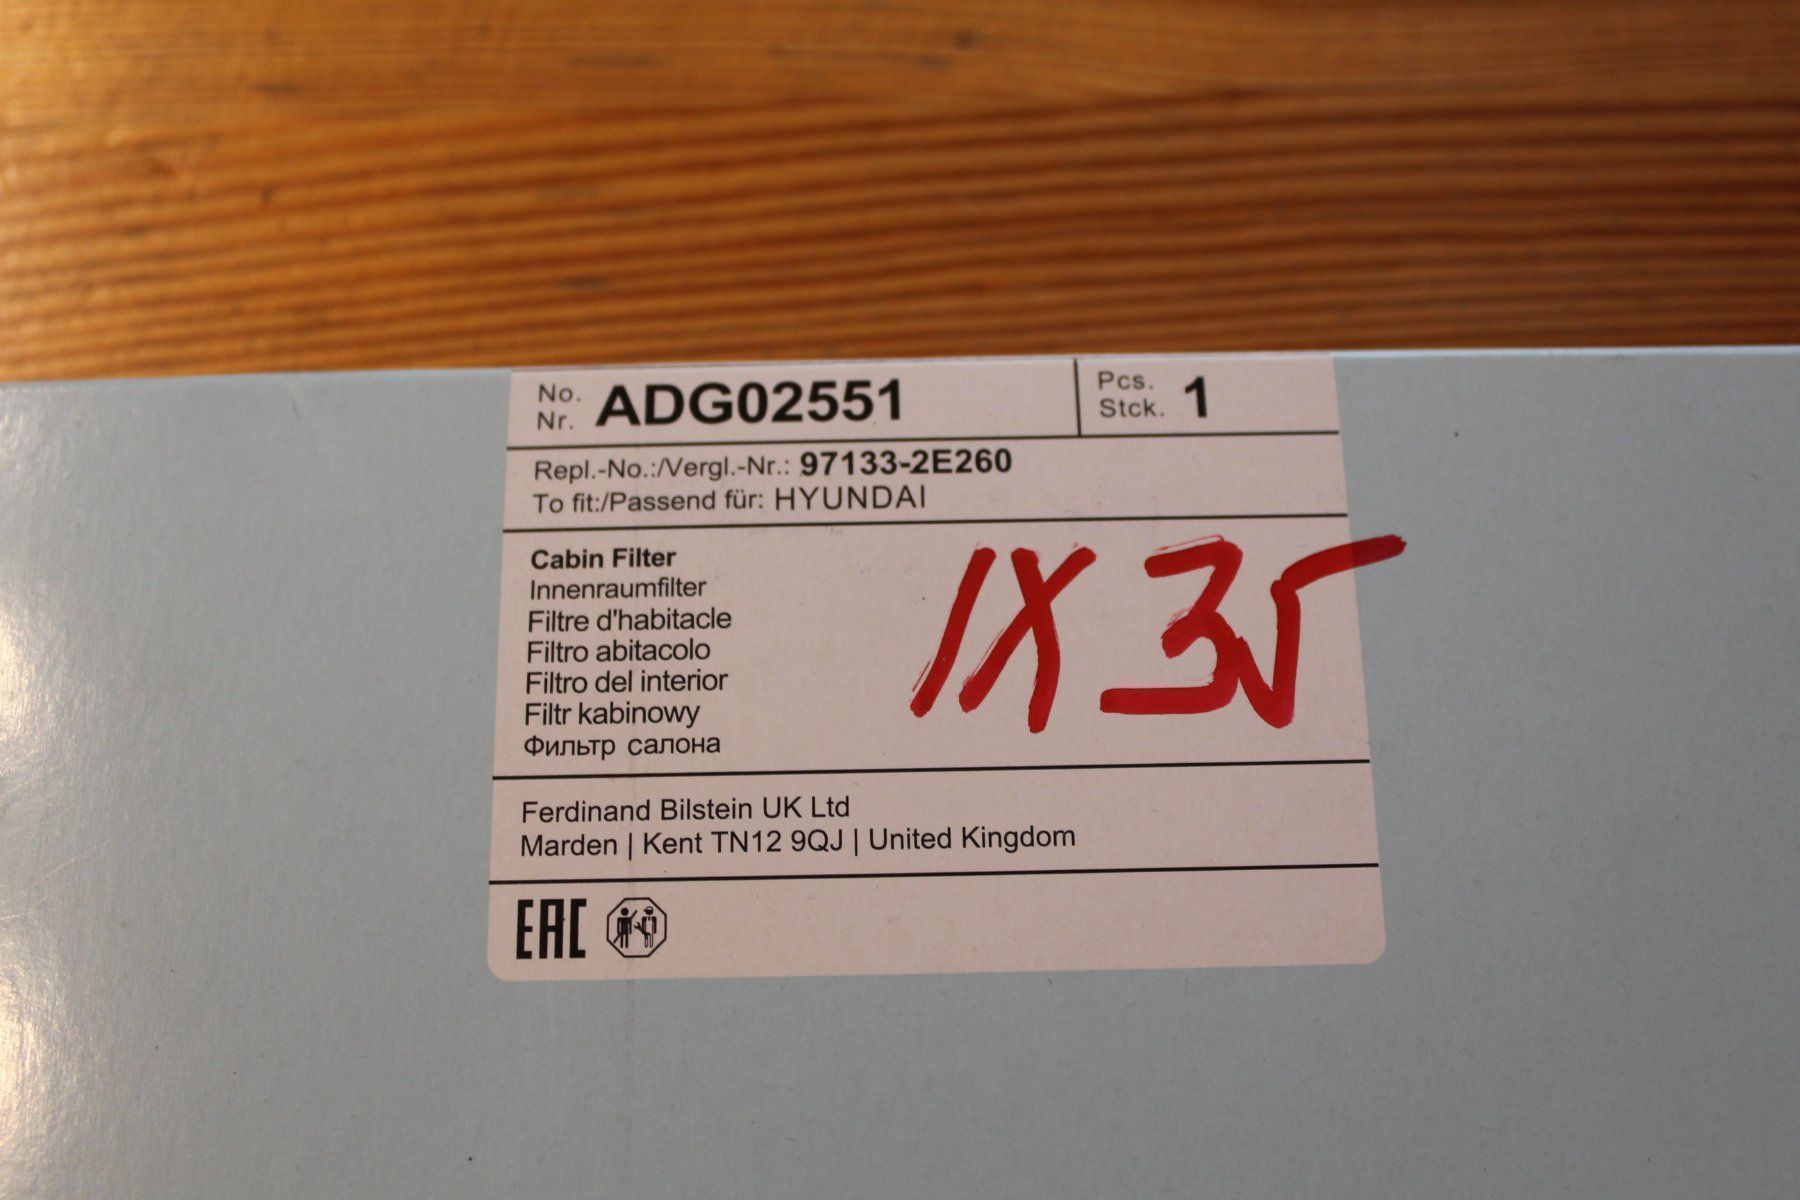 No. ADG02551 Pcs. 1
Nr. Stck.
Repl.-No.:/Vergl.-Nr.: 97133-2E260
To fit:/Passend für: HYUNDAI
Cabin Filter
Innenraumfilter
Filtre d'habitacle
Filtro abitacolo
Filtro del interior
Filtr kabinowy
Фильтр салона
IX 35
Ferdinand Bilstein UK Ltd
Marden | Kent TN12 9QJ | United Kingdom
EAC